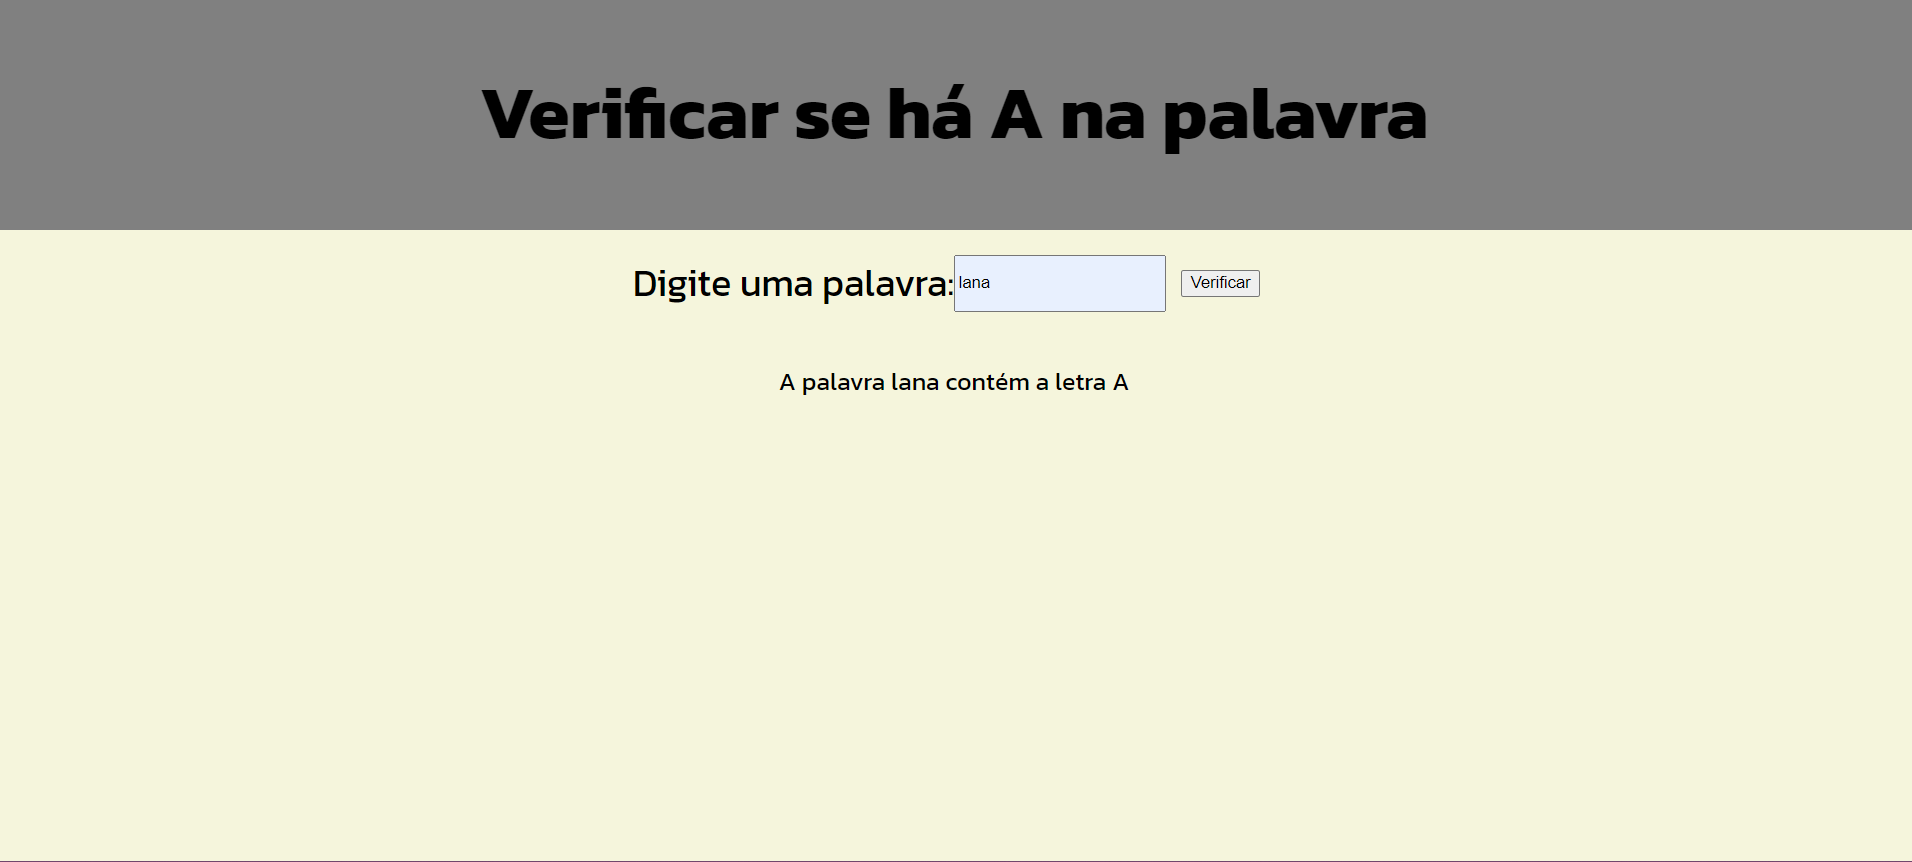 Verificar se há A na palavra
Digite uma palavra: lana Verificar
A palavra lana contém a letra A